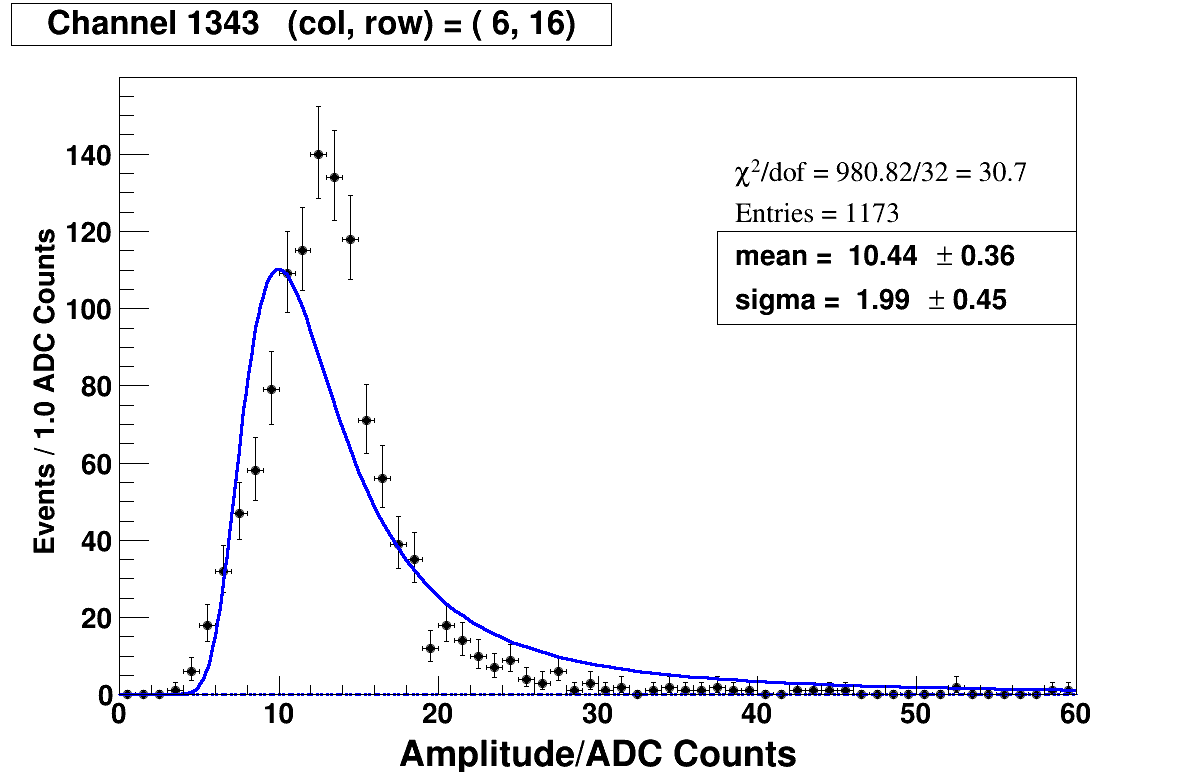 Channel 1343 (col, row) = ( 6, 16)
χ²/dof = 980.82/32 = 30.7
Entries = 1173
mean = 10.44 ± 0.36
sigma = 1.99 ± 0.45
Events / 1.0 ADC Counts
140
120
100
80
60
40
20
0
0 10 20 30 40 50 60
Amplitude/ADC Counts